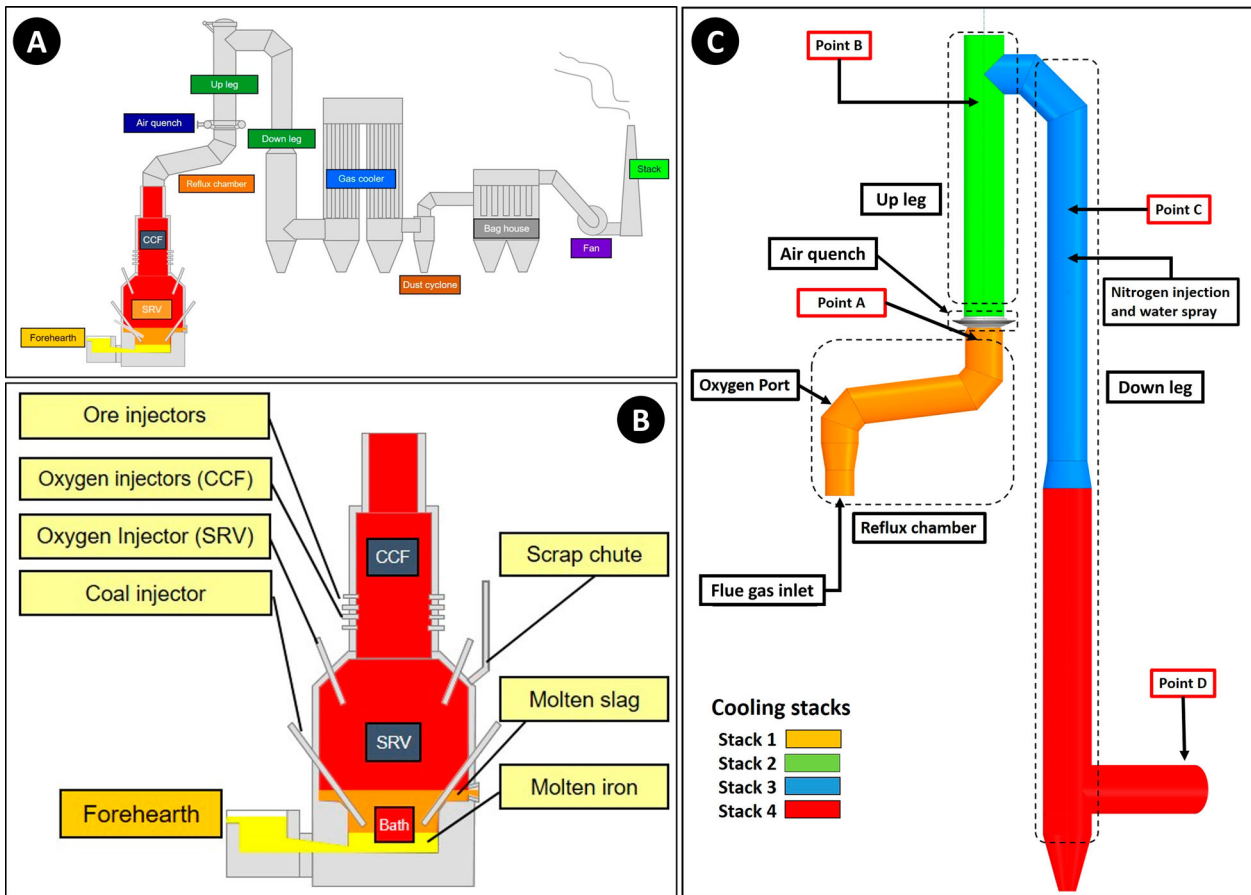 A
Up leg
Air quench
Down leg
Reflux chamber
Gas cooler
Stack
CCF
Bag house
Fan
Dust cyclone
SRV
Forehearth
B
Ore injectors
Oxygen injectors (CCF)
Oxygen Injector (SRV)
Coal injector
CCF
Scrap chute
Molten slag
SRV
Molten iron
Forehearth
Bath
C
Point B
Up leg
Point C
Air quench
Point A
Nitrogen injection
and water spray
Oxygen Port
Down leg
Reflux chamber
Flue gas inlet
Point D
Cooling stacks
Stack 1
Stack 2
Stack 3
Stack 4